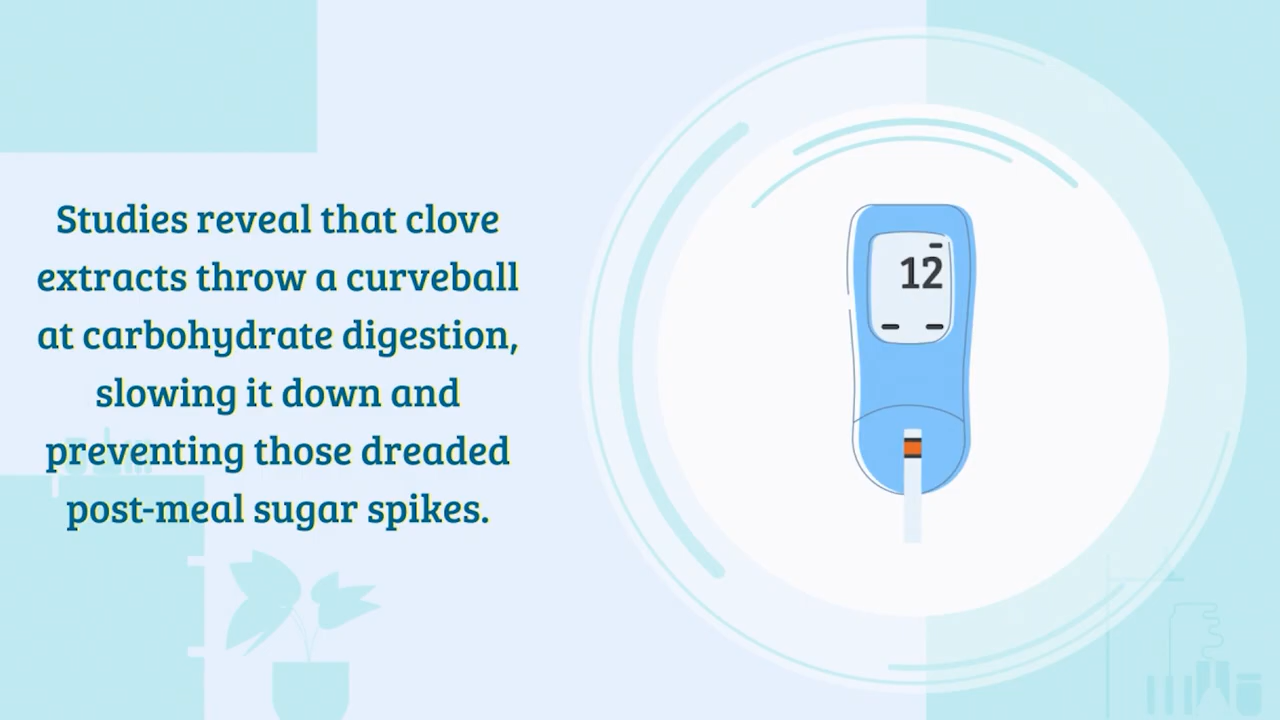 Studies reveal that clove
extracts throw a curveball
at carbohydrate digestion,
slowing it down and
preventing those dreaded
post-meal sugar spikes.
12